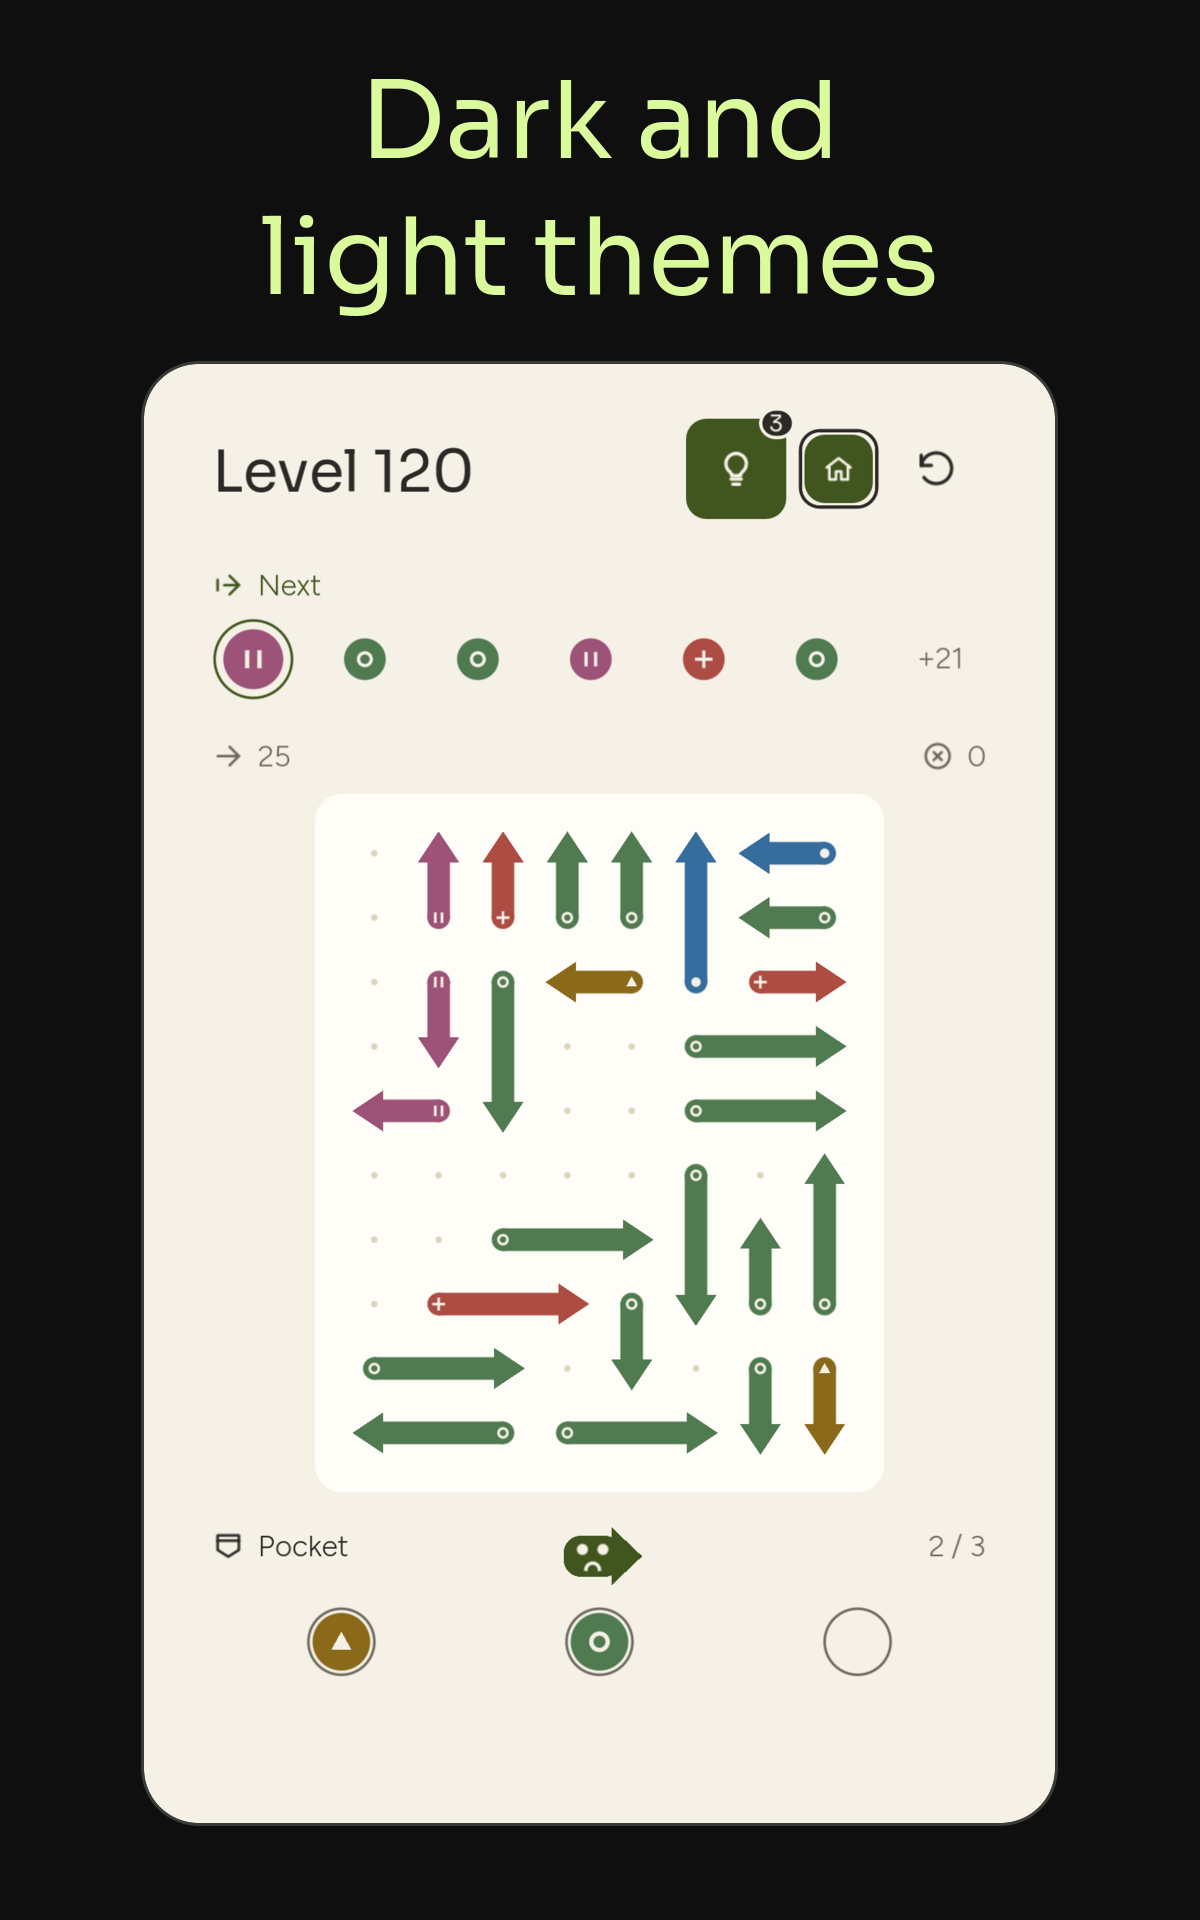 Dark and
light themes
Level 120
3
Next
+21
25
0
Pocket
2 / 3